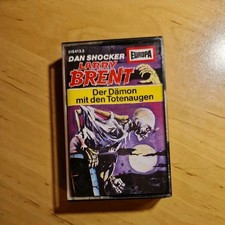 DAN SHOCKER
EUROPA
LARRY
BRENT
Der Dämon
mit den Totenaugen